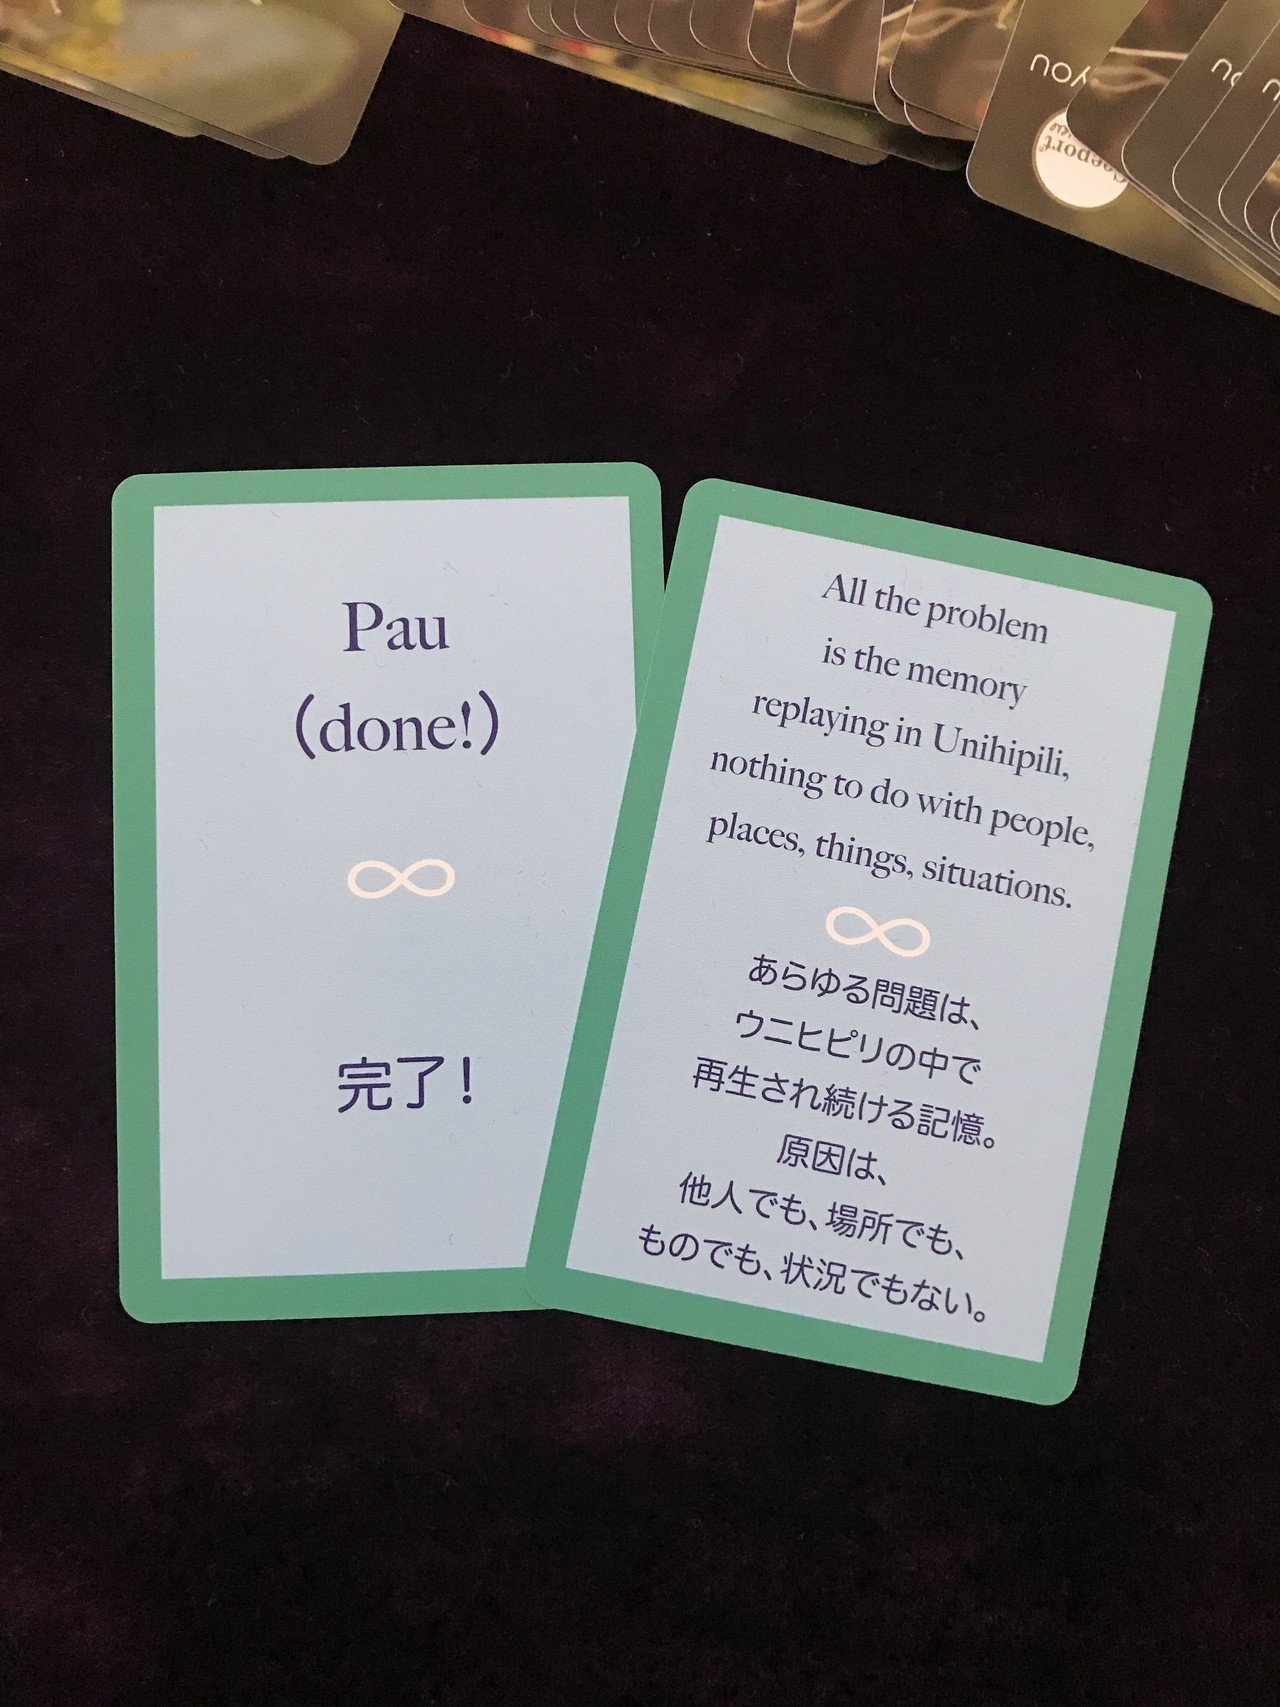 you
Ceeport
Pau
(done!)
∞
完了!
All the problem
is the memory
replaying in Unihipili,
nothing to do with people,
places, things, situations.
∞
あらゆる問題は、
ウニヒピリの中で
再生され続ける記憶。
原因は、
他人でも、場所でも、
ものでも、状況でもない。